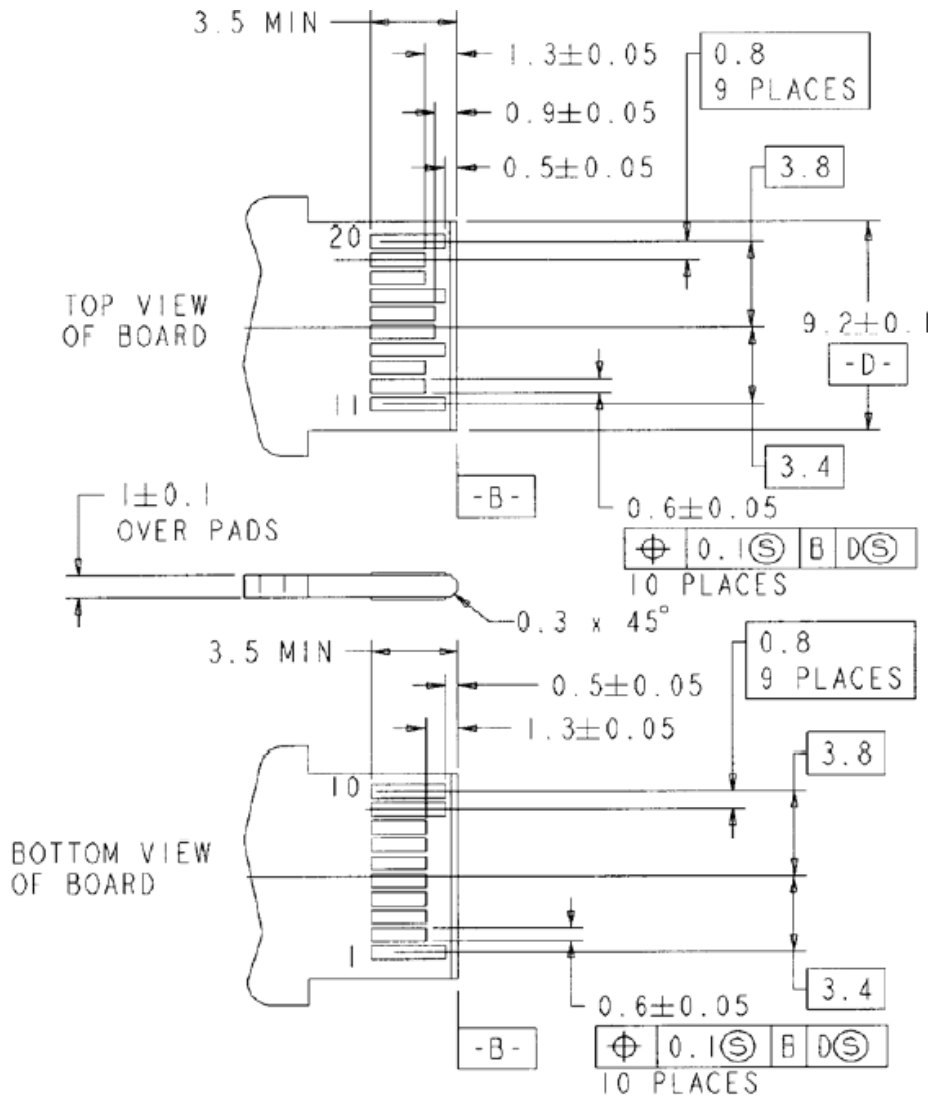 3.5 MIN
1.3±0.05
0.8
9 PLACES
0.9±0.05
0.5±0.05
3.8
20
TOP VIEW
OF BOARD
9.2±0.1
-D-
11
3.4
-B-
1±0.1
OVER PADS
0.6±0.05
⌖ 0.1Ⓢ B DⓈ
10 PLACES
0.3 x 45°
3.5 MIN
0.8
9 PLACES
0.5±0.05
1.3±0.05
3.8
10
BOTTOM VIEW
OF BOARD
1
3.4
0.6±0.05
-B-
⌖ 0.1Ⓢ B DⓈ
10 PLACES